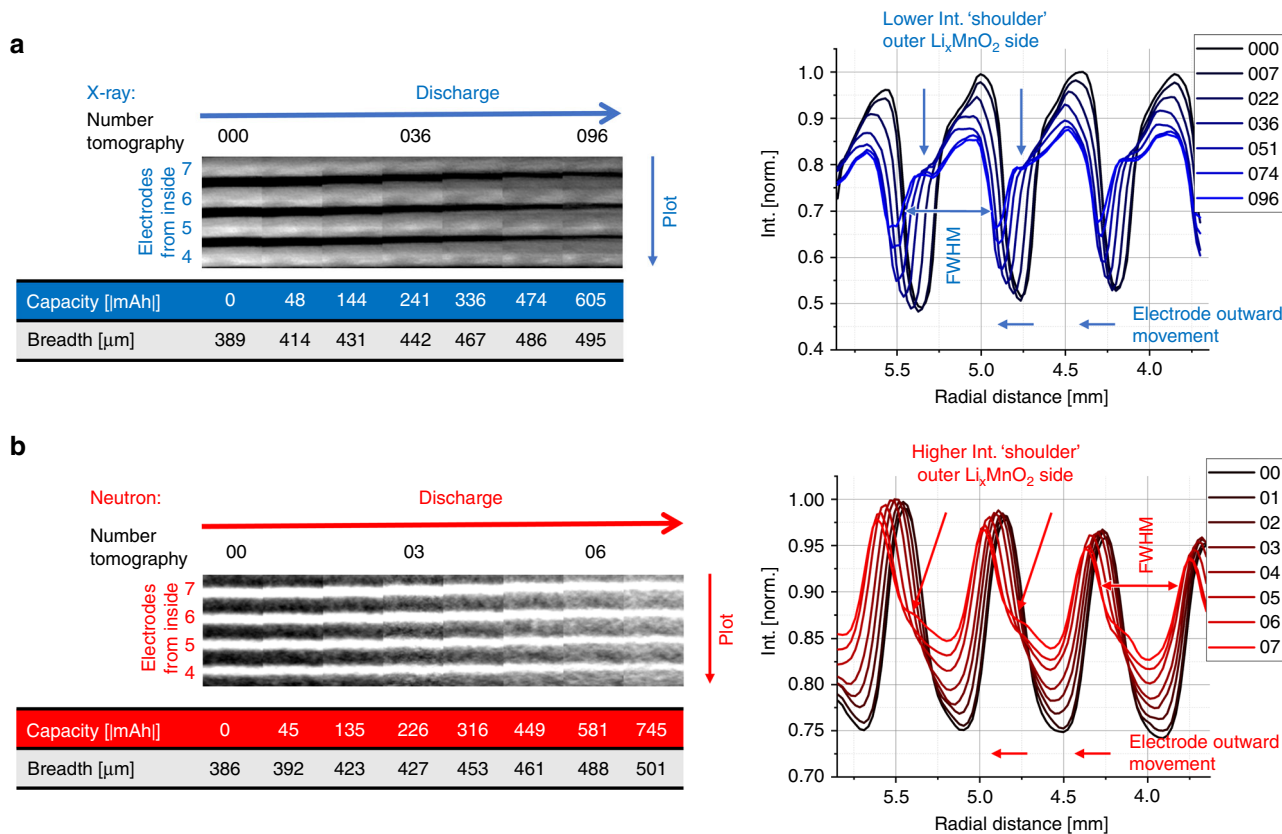 a
X-ray:
Discharge
Number
tomography
000 036 096
Electrodes
from inside
7
6
5
4
Plot
Capacity [|mAh|] 0 48 144 241 336 474 605
Breadth [μm] 389 414 431 442 467 486 495
Lower Int. 'shoulder'
outer LixMnO2 side
Int. [norm.]
1.0
0.9
0.8
0.7
0.6
0.5
0.4
FWHM
Electrode outward
movement
5.5 5.0 4.5 4.0
Radial distance [mm]
000
007
022
036
051
074
096
b
Neutron:
Discharge
Number
tomography
00 03 06
Electrodes
from inside
7
6
5
4
Plot
Capacity [|mAh|] 0 45 135 226 316 449 581 745
Breadth [μm] 386 392 423 427 453 461 488 501
Higher Int. 'shoulder'
outer LixMnO2 side
Int. [norm.]
1.00
0.95
0.90
0.85
0.80
0.75
0.70
FWHM
Electrode outward
movement
5.5 5.0 4.5 4.0
Radial distance [mm]
00
01
02
03
04
05
06
07